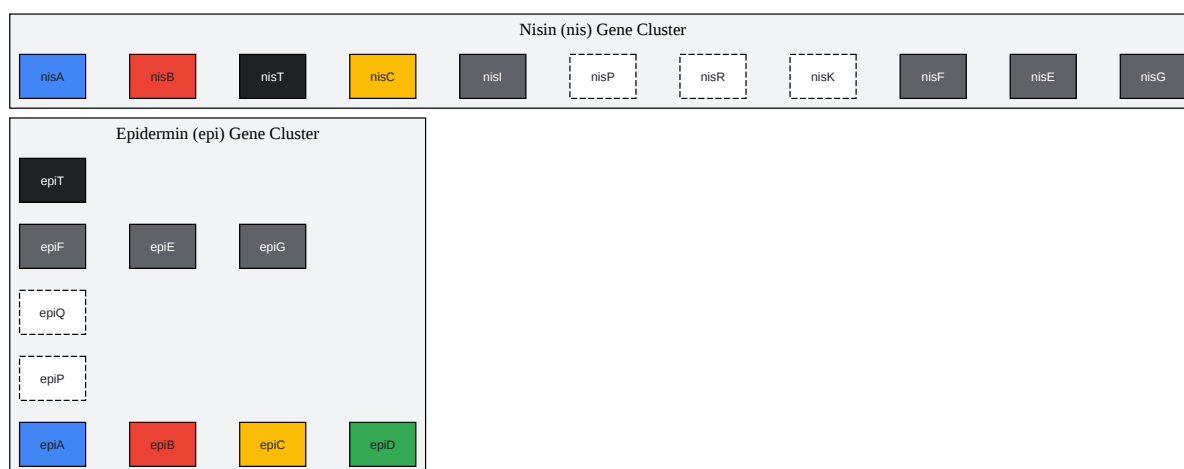 Nisin (nis) Gene Cluster
nisA nisB nisT nisC nisI nisP nisR nisK nisF nisE nisG
Epidermin (epi) Gene Cluster
epiT
epiF epiE epiG
epiQ
epiP
epiA epiB epiC epiD